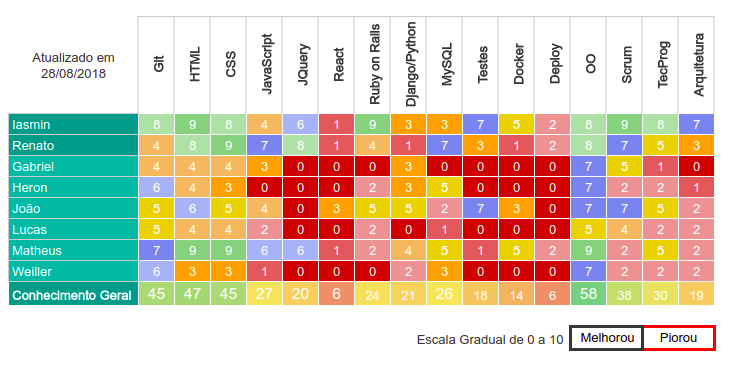 Atualizado em
28/08/2018
Git HTML CSS JavaScript JQuery React Ruby on Rails Django/Python MySQL Testes Docker Deploy OO Scrum TecProg Arquitetura
Iasmin 8 9 8 4 6 1 9 3 3 7 5 2 8 9 8 7
Renato 4 8 9 7 8 1 4 1 7 3 1 2 8 7 5 3
Gabriel 4 4 4 3 0 0 0 3 0 0 0 0 7 5 1 0
Heron 6 4 3 0 0 0 2 3 5 0 0 0 7 2 2 1
João 5 6 5 4 0 3 5 5 2 7 3 0 7 7 5 2
Lucas 5 4 4 2 0 0 2 0 1 0 0 0 5 4 2 2
Matheus 7 9 9 6 6 1 2 4 5 1 5 2 9 2 5 2
Weiller 6 3 3 1 0 0 0 2 3 0 0 0 7 2 2 2
Conhecimento Geral 45 47 45 27 20 6 24 21 26 18 14 6 58 38 30 19
Escala Gradual de 0 a 10 Melhorou Piorou